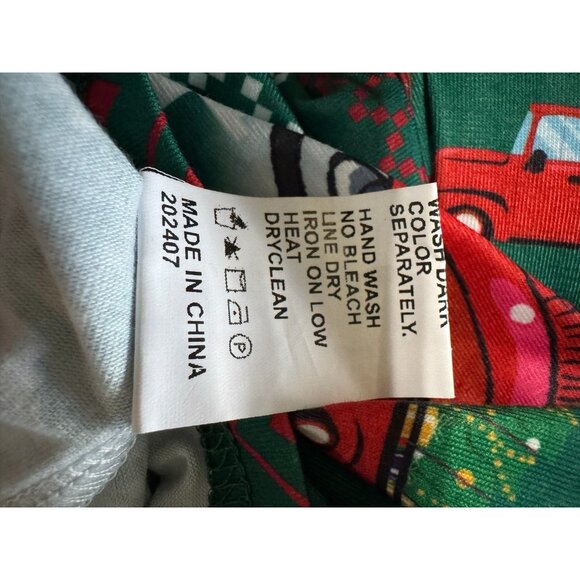 WASH DARK
COLOR
SEPARATELY.
HAND WASH
NO BLEACH
LINE DRY
IRON ON LOW
HEAT
DRYCLEAN
P
MADE IN CHINA
202407